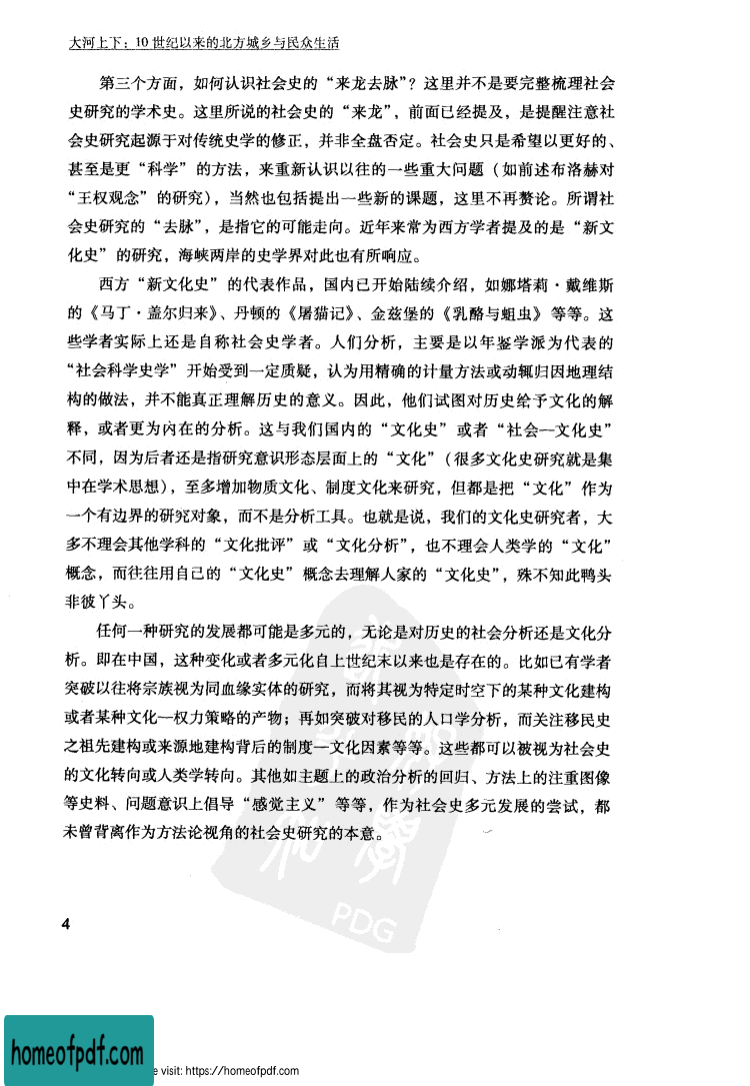 大河上下：10世纪以来的北方城乡与民众生活
第三个方面，如何认识社会史的“来龙去脉”？这里并不是要完整梳理社会
史研究的学术史。这里所说的社会史的“来龙”，前面已经提及，是提醒注意社
会史研究起源于对传统史学的修正，并非全盘否定。社会史只是希望以更好的、
甚至是更“科学”的方法，来重新认识以往的一些重大问题（如前述布洛赫对
“王权观念”的研究），当然也包括提出一些新的课题，这里不再赘论。所谓社
会史研究的“去脉”，是指它的可能走向。近年来常为西方学者提及的是“新文
化史”的研究，海峡两岸的史学界对此也有所响应。
西方“新文化史”的代表作品，国内已开始陆续介绍，如娜塔莉·戴维斯
的《马丁·盖尔归来》、丹顿的《屠猫记》、金兹堡的《乳酪与蛆虫》等等。这
些学者实际上还是自称社会史学者。人们分析，主要是以年鉴学派为代表的
“社会科学史学”开始受到一定质疑，认为用精确的计量方法或动辄归因地理结
构的做法，并不能真正理解历史的意义。因此，他们试图对历史给予文化的解
释，或者更为内在的分析。这与我们国内的“文化史”或者“社会—文化史”
不同，因为后者还是指研究意识形态层面上的“文化”（很多文化史研究就是集
中在学术思想），至多增加物质文化、制度文化来研究，但都是把“文化”作为
一个有边界的研究对象，而不是分析工具。也就是说，我们的文化史研究者，大
多不理会其他学科的“文化批评”或“文化分析”，也不理会人类学的“文化”
概念，而往往用自己的“文化史”概念去理解人家的“文化史”，殊不知此鸭头
非彼丫头。
任何一种研究的发展都可能是多元的，无论是对历史的社会分析还是文化分
析。即在中国，这种变化或者多元化自上世纪末以来也是存在的。比如已有学者
突破以往将宗族视为同血缘实体的研究，而将其视为特定时空下的某种文化建构
或者某种文化—权力策略的产物；再如突破对移民的人口学分析，而关注移民史
之祖先建构或来源地建构背后的制度—文化因素等等。这些都可以被视为社会史
的文化转向或人类学转向。其他如主题上的政治分析的回归、方法上的注重图像
等史料、问题意识上倡导“感觉主义”等等，作为社会史多元发展的尝试，都
未曾背离作为方法论视角的社会史研究的本意。
PDG
4
homeofpdf.com
e visit: https://homeofpdf.com